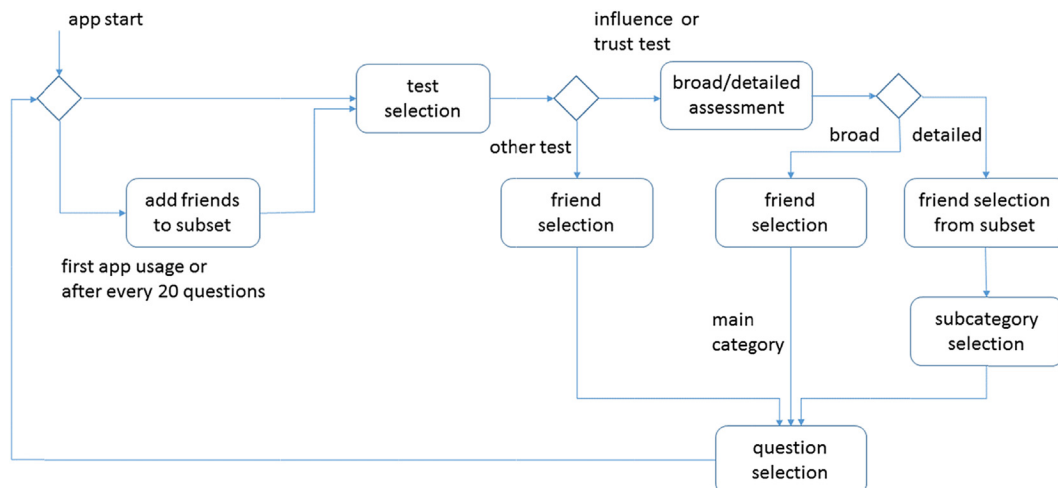 app start
influence or
trust test
test
selection
broad/detailed
assessment
other test
broad
detailed
add friends
to subset
friend
selection
friend
selection
friend selection
from subset
first app usage or
after every 20 questions
main
category
subcategory
selection
question
selection